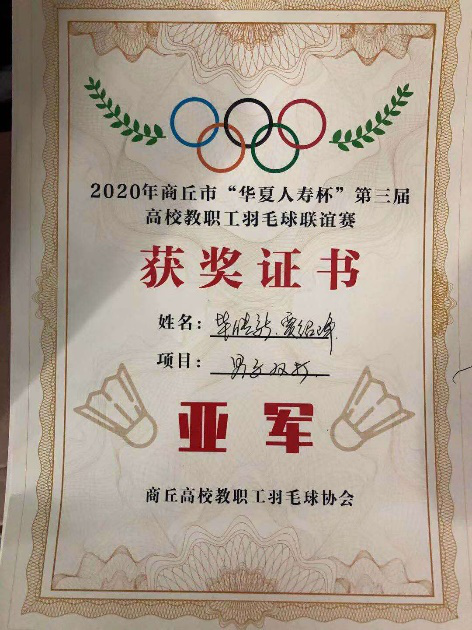 2020年商丘市“华夏人寿杯”第三届
高校教职工羽毛球联谊赛
获奖证书
姓名：
项目：男子双打
亚军
商丘高校教职工羽毛球协会